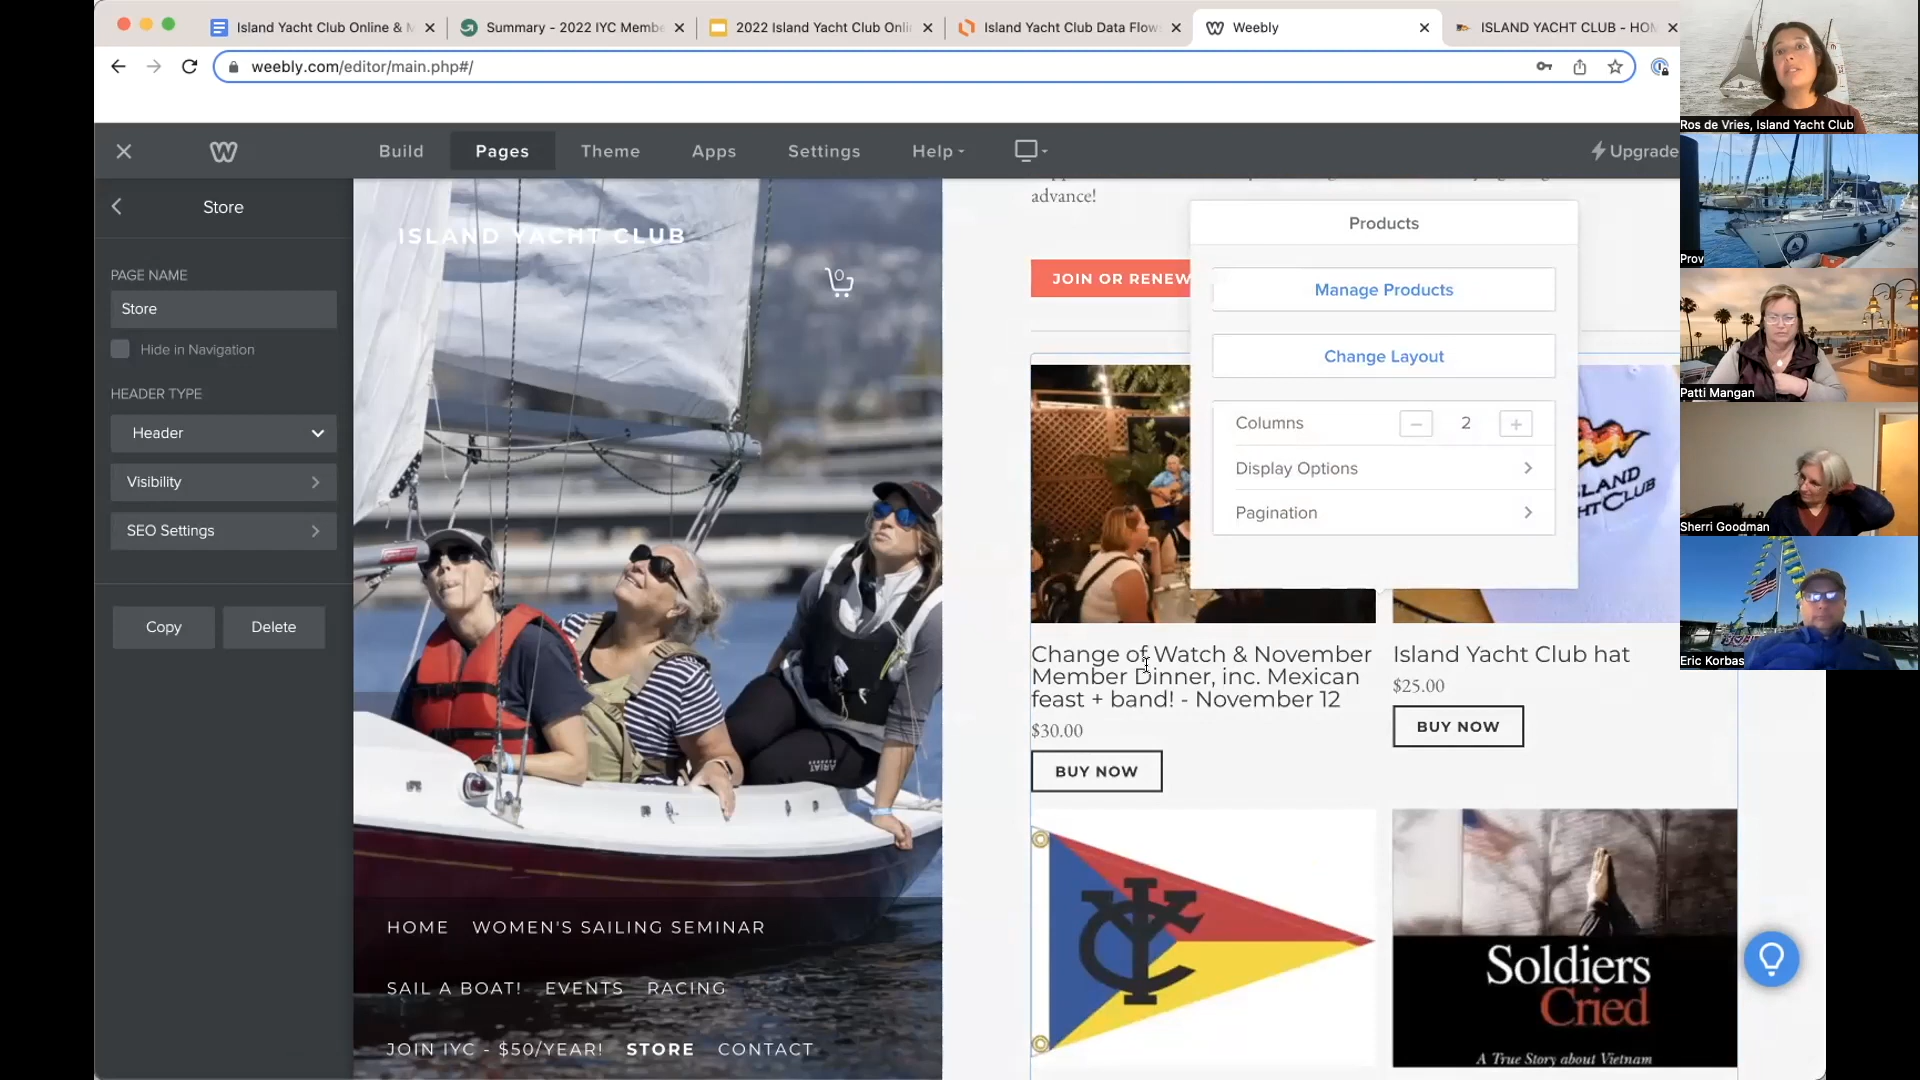 Island Yacht Club Online & M
Summary - 2022 IYC Membe
2022 Island Yacht Club Onli
Island Yacht Club Data Flow
Weebly
ISLAND YACHT CLUB - HOM
weebly.com/editor/main.php#/
Build
Pages
Theme
Apps
Settings
Help
Upgrade
Store
PAGE NAME
Store
Hide in Navigation
HEADER TYPE
Header
Visibility
SEO Settings
Copy
Delete
ISLAND YACHT CLUB
0
ARIAT
HOME WOMEN'S SAILING SEMINAR
SAIL A BOAT! EVENTS RACING
JOIN IYC - $50/YEAR! STORE CONTACT
advance!
JOIN OR RENEW
Products
Manage Products
Change Layout
Columns
2
Display Options
Pagination
LAND
HT CLUB
Change of Watch & November
Member Dinner, inc. Mexican
feast + band! - November 12
$30.00
BUY NOW
Island Yacht Club hat
$25.00
BUY NOW
Soldiers
Cried
A True Story about Vietnam
Ros de Vries, Island Yacht Club
Prov
Patti Mangan
Sherri Goodman
Eric Korbas